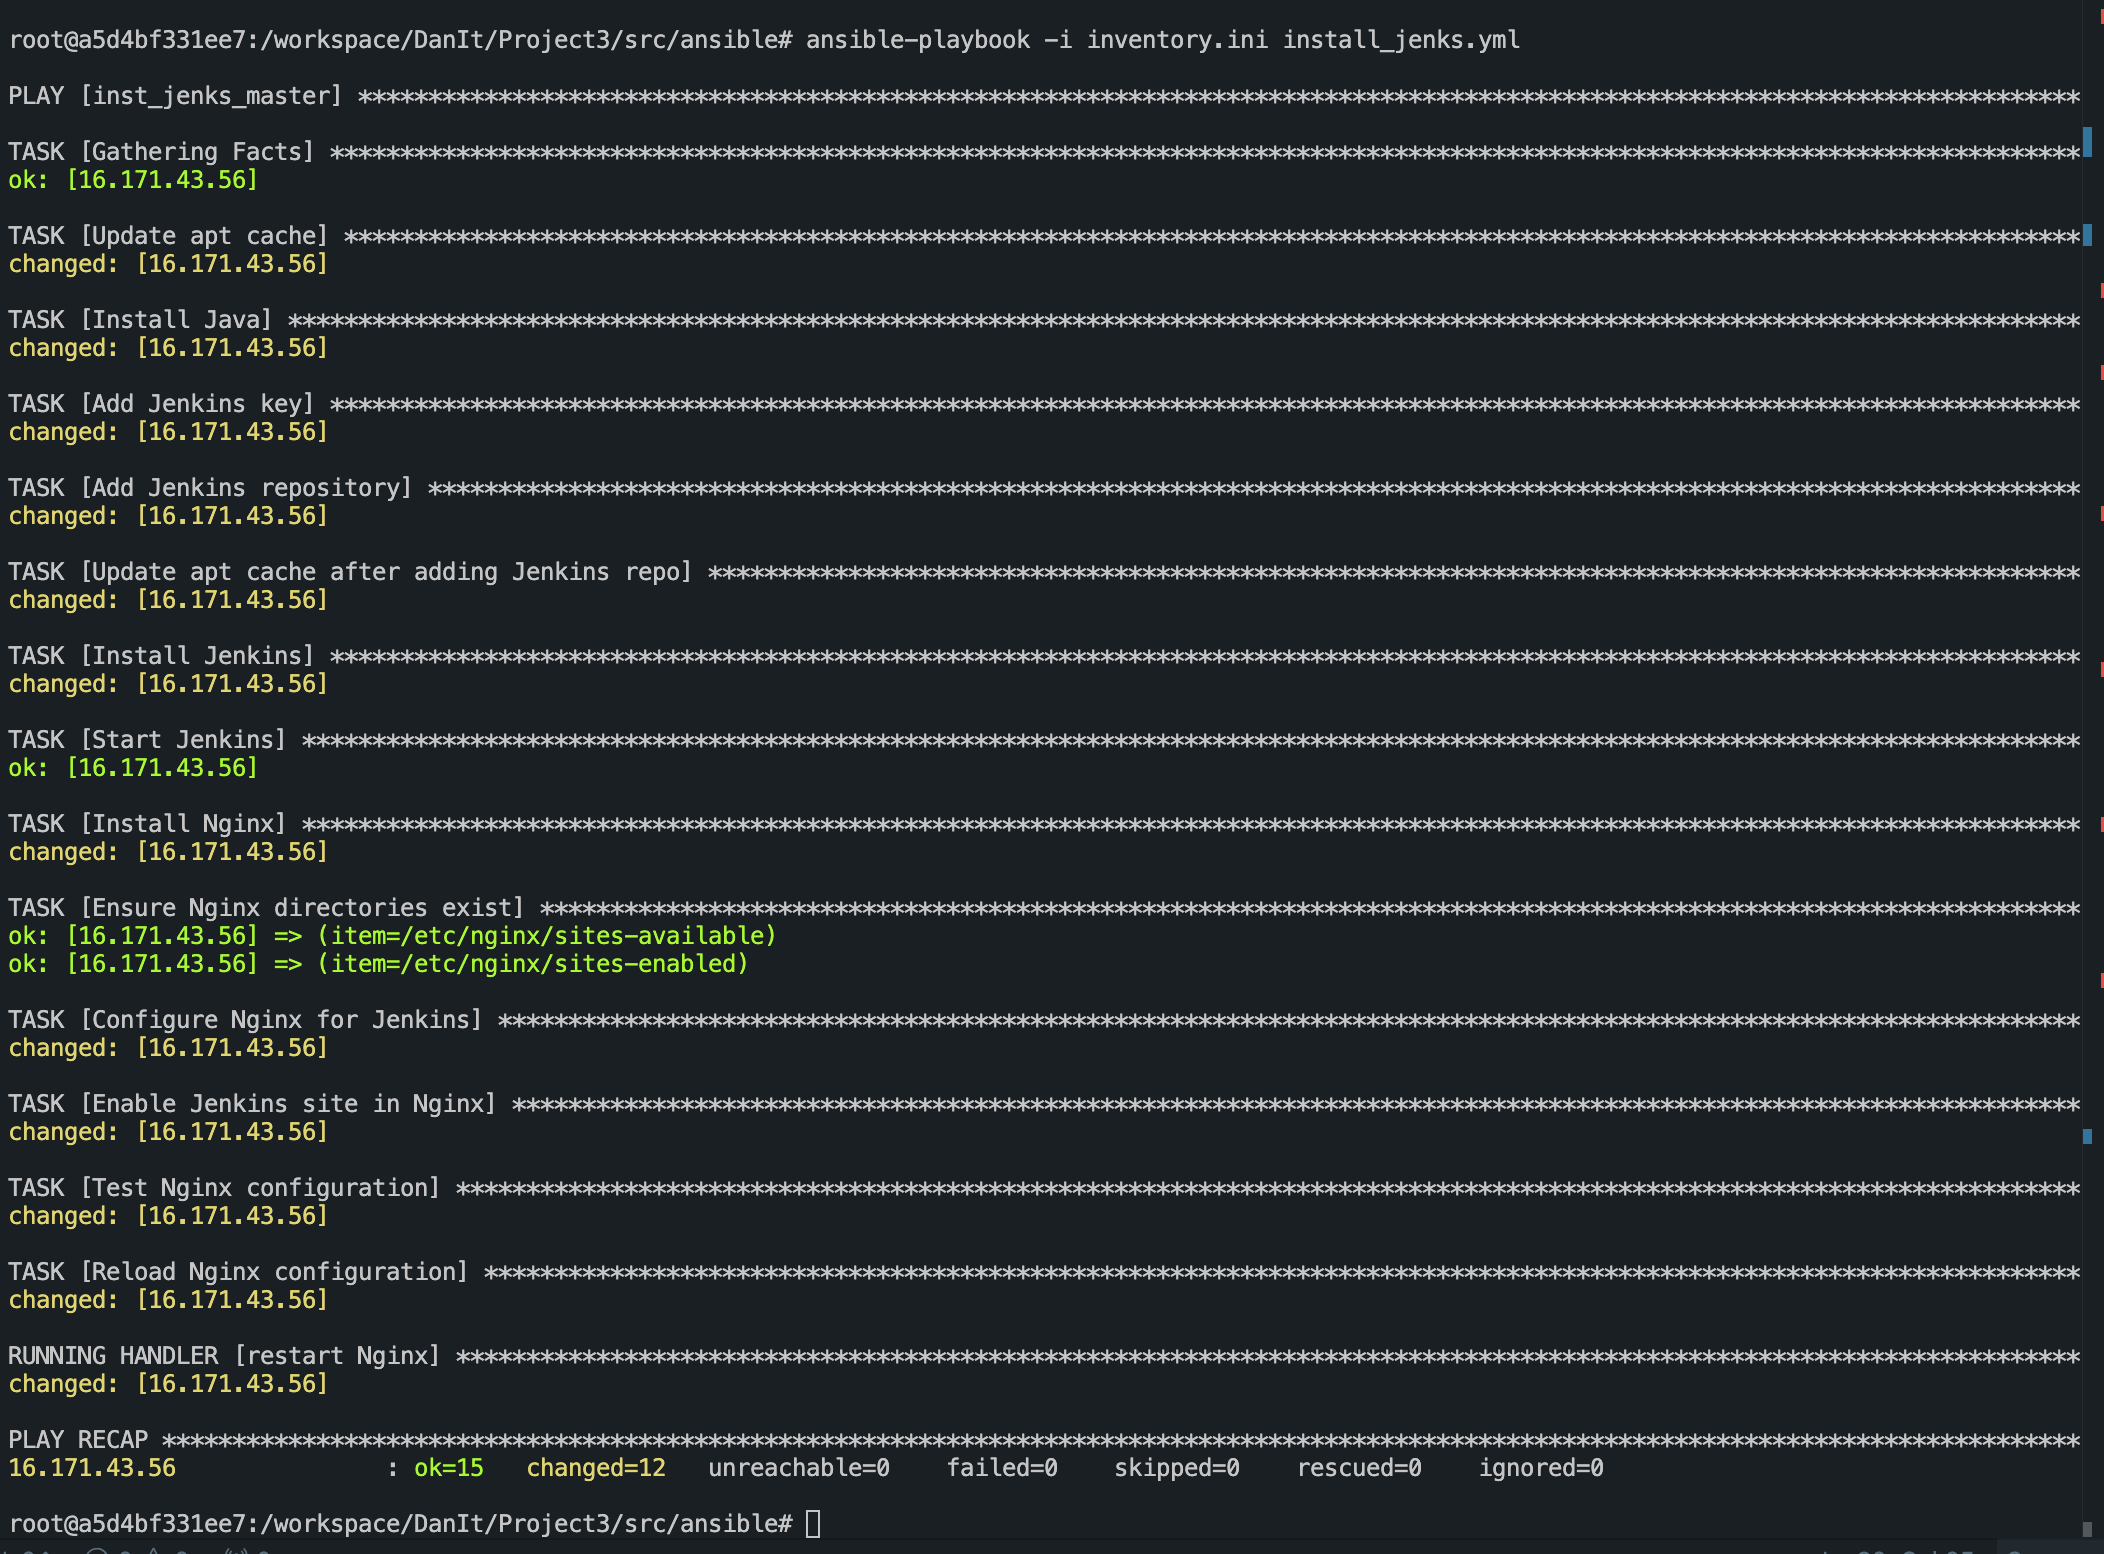 root@a5d4bf331ee7:/workspace/DanIt/Project3/src/ansible# ansible-playbook -i inventory.ini install_jenks.yml
PLAY [inst_jenks_master] ***************************************************************************************************************************
TASK [Gathering Facts] *****************************************************************************************************************************
ok: [16.171.43.56]
TASK [Update apt cache] ****************************************************************************************************************************
changed: [16.171.43.56]
TASK [Install Java] ********************************************************************************************************************************
changed: [16.171.43.56]
TASK [Add Jenkins key] *****************************************************************************************************************************
changed: [16.171.43.56]
TASK [Add Jenkins repository] **********************************************************************************************************************
changed: [16.171.43.56]
TASK [Update apt cache after adding Jenkins repo] **************************************************************************************************
changed: [16.171.43.56]
TASK [Install Jenkins] *****************************************************************************************************************************
changed: [16.171.43.56]
TASK [Start Jenkins] *******************************************************************************************************************************
ok: [16.171.43.56]
TASK [Install Nginx] *******************************************************************************************************************************
changed: [16.171.43.56]
TASK [Ensure Nginx directories exist] **************************************************************************************************************
ok: [16.171.43.56] => (item=/etc/nginx/sites-available)
ok: [16.171.43.56] => (item=/etc/nginx/sites-enabled)
TASK [Configure Nginx for Jenkins] *****************************************************************************************************************
changed: [16.171.43.56]
TASK [Enable Jenkins site in Nginx] ****************************************************************************************************************
changed: [16.171.43.56]
TASK [Test Nginx configuration] ********************************************************************************************************************
changed: [16.171.43.56]
TASK [Reload Nginx configuration] ******************************************************************************************************************
changed: [16.171.43.56]
RUNNING HANDLER [restart Nginx] ********************************************************************************************************************
changed: [16.171.43.56]
PLAY RECAP *****************************************************************************************************************************************
16.171.43.56               : ok=15   changed=12   unreachable=0    failed=0    skipped=0    rescued=0    ignored=0
root@a5d4bf331ee7:/workspace/DanIt/Project3/src/ansible#